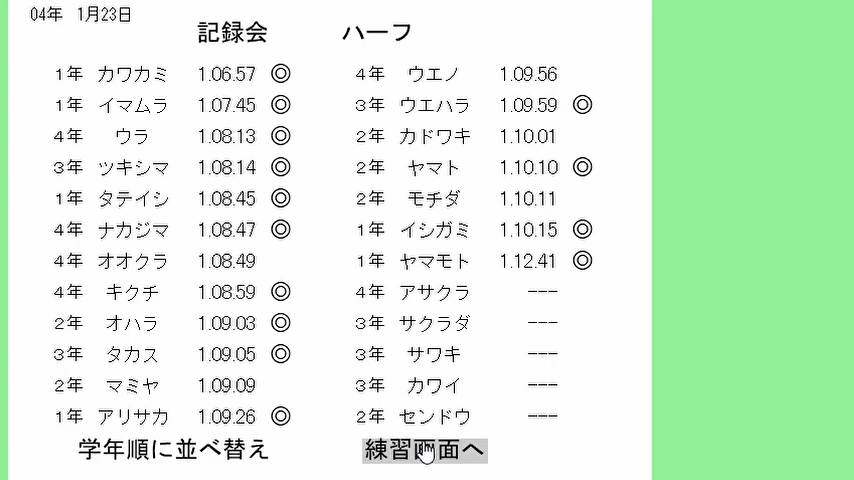 04年 1月23日
記録会 ハーフ
1年 カワカミ 1.06.57 ◎ 4年 ウエノ 1.09.56
1年 イマムラ 1.07.45 ◎ 3年 ウエハラ 1.09.59 ◎
4年 ウラ 1.08.13 ◎ 2年 カドワキ 1.10.01
3年 ツキシマ 1.08.14 ◎ 2年 ヤマト 1.10.10 ◎
1年 タテイシ 1.08.45 ◎ 2年 モチダ 1.10.11
4年 ナカジマ 1.08.47 ◎ 1年 イシガミ 1.10.15 ◎
4年 オオクラ 1.08.49 1年 ヤマモト 1.12.41 ◎
4年 キクチ 1.08.59 ◎ 4年 アサクラ ---
2年 オハラ 1.09.03 ◎ 3年 サクラダ ---
3年 タカス 1.09.05 ◎ 3年 サワキ ---
2年 マミヤ 1.09.09 3年 カワイ ---
1年 アリサカ 1.09.26 ◎ 2年 センドウ ---
学年順に並べ替え 練習画面へ